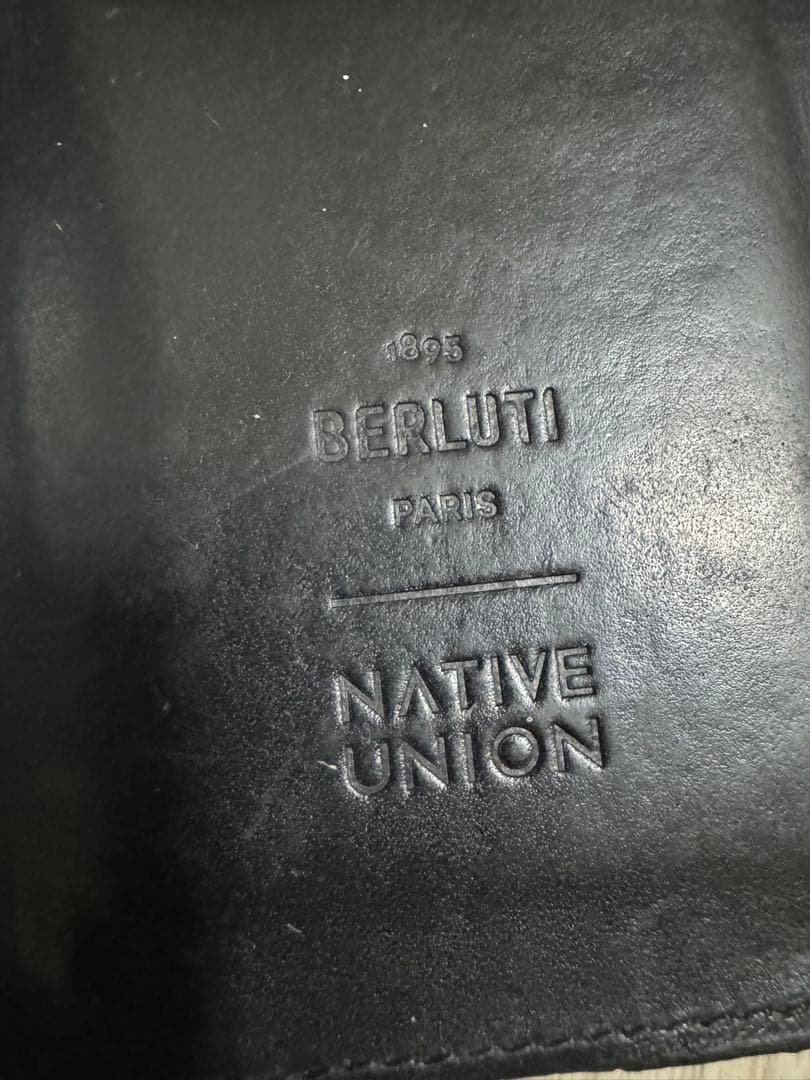 1895
BERLUTI
PARIS
NATIVE
UNION